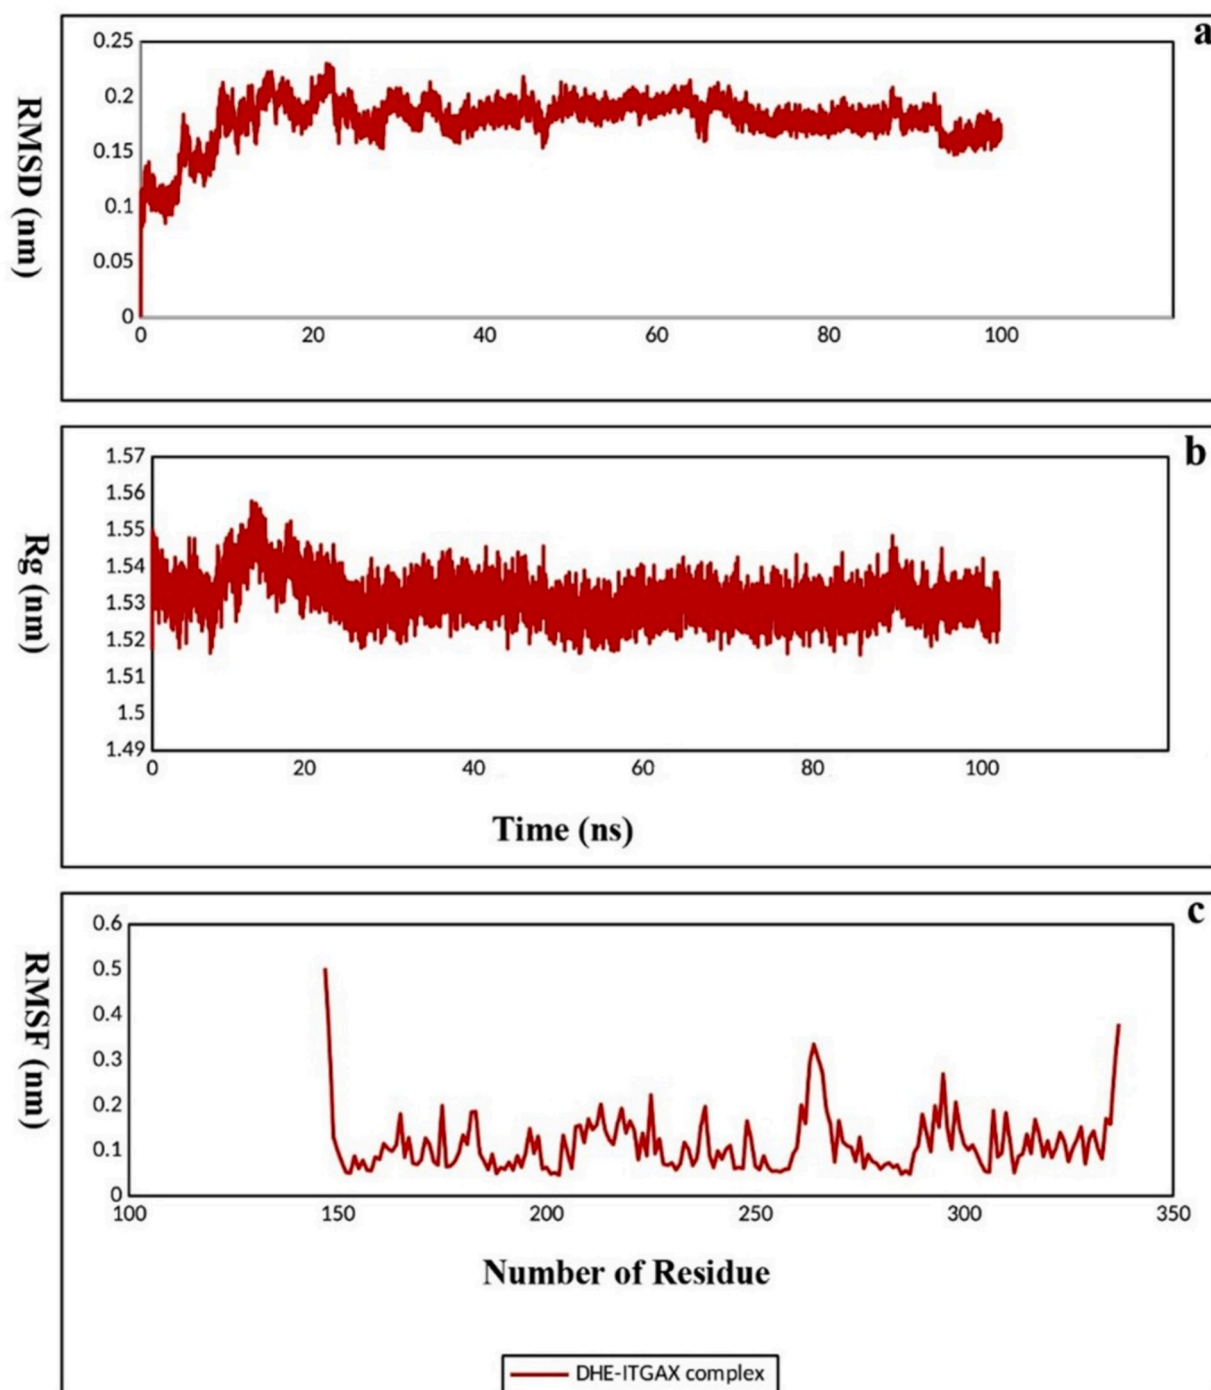 a
RMSD (nm)
0.25
0.2
0.15
0.1
0.05
0
0 20 40 60 80 100
b
Rg (nm)
1.57
1.56
1.55
1.54
1.53
1.52
1.51
1.5
1.49
0 20 40 60 80 100
Time (ns)
c
RMSF (nm)
0.6
0.5
0.4
0.3
0.2
0.1
0
100 150 200 250 300 350
Number of Residue
DHE-ITGAX complex